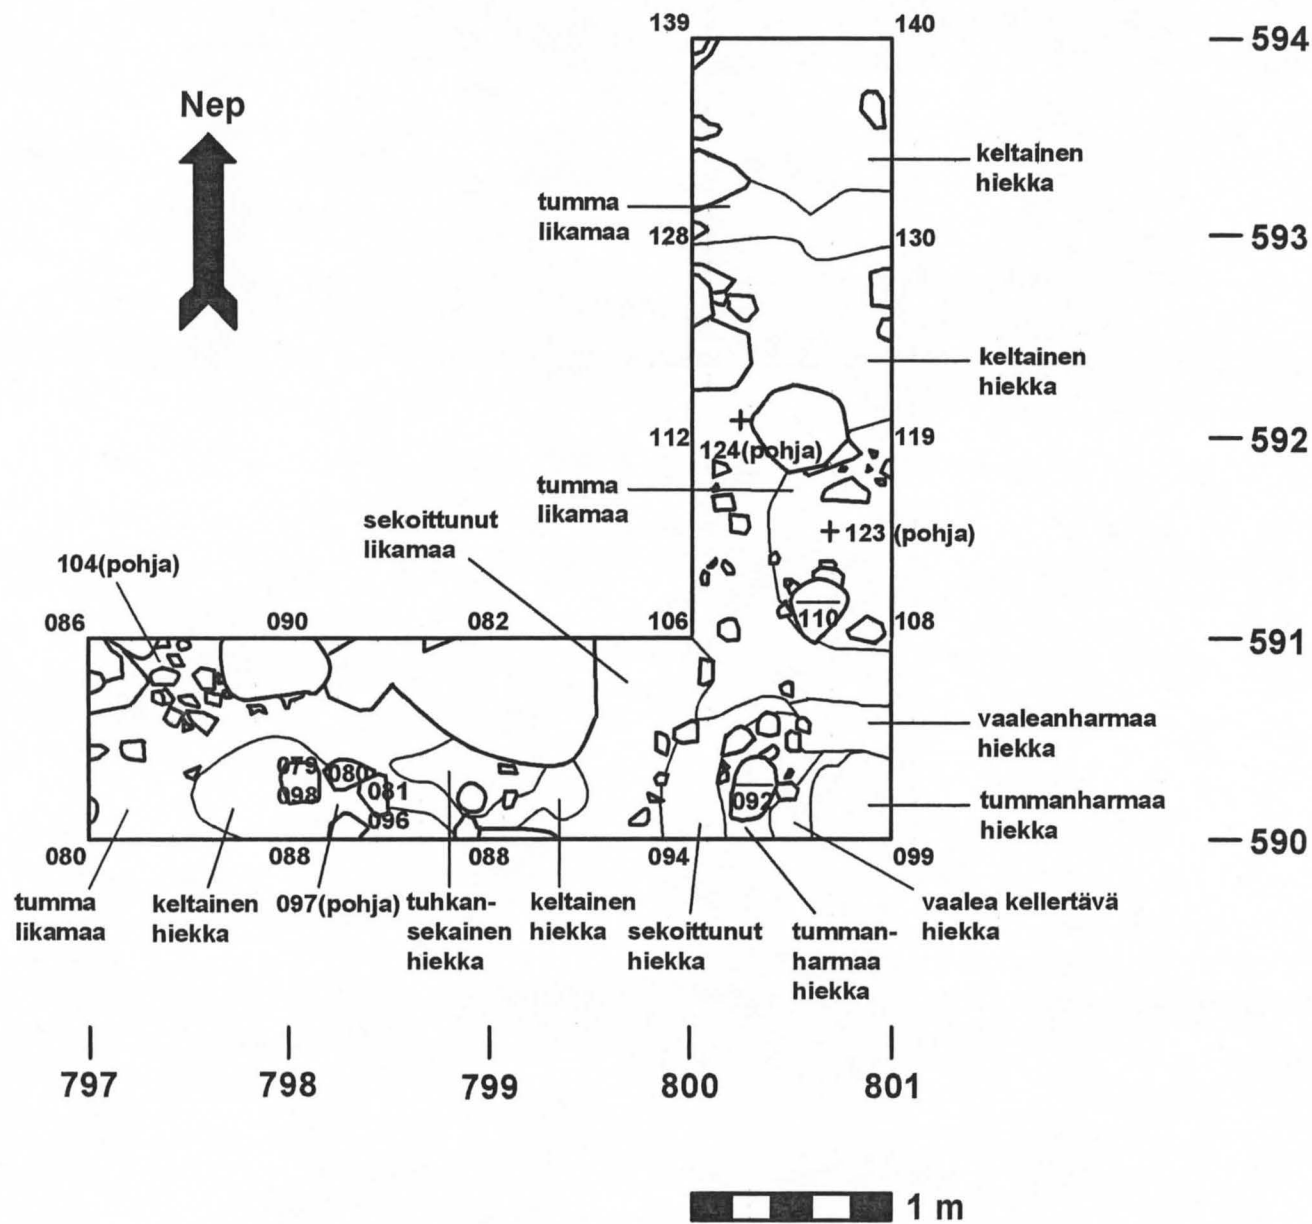 139
140
594
Nep
keltainen
hiekka
tumma
likamaa
128
130
593
keltainen
hiekka
112
119
592
124(pohja)
tumma
likamaa
sekoittunut
likamaa
123 (pohja)
104(pohja)
110
086
090
082
106
108
591
vaaleanharmaa
hiekka
079
080
098
081
092
tummanharmaa
hiekka
096
080
088
088
094
099
590
tumma
likamaa
keltainen
hiekka
097(pohja)
tuhkan-
sekainen
hiekka
keltainen
hiekka
sekoittunut
hiekka
tumman-
harmaa
hiekka
vaalea kellertävä
hiekka
797
798
799
800
801
1 m